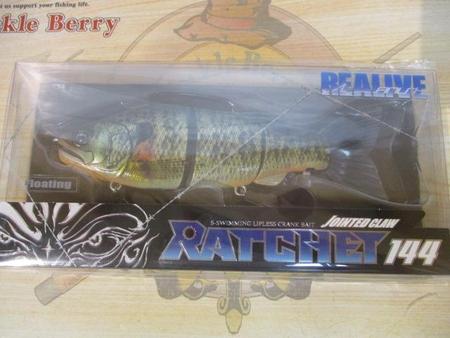 t us support your fishing life.
kle Berry
REALIVE
Floating
S-SWIMMING LIPLESS CRANK BAIT
JOINTED CLAW
RATCHET 144